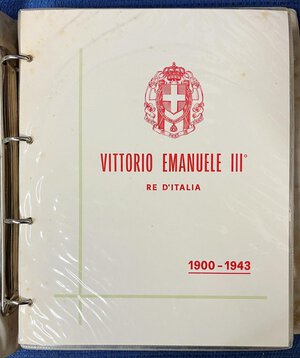 VITTORIO EMANUELE III°
RE D'ITALIA
1900-1943